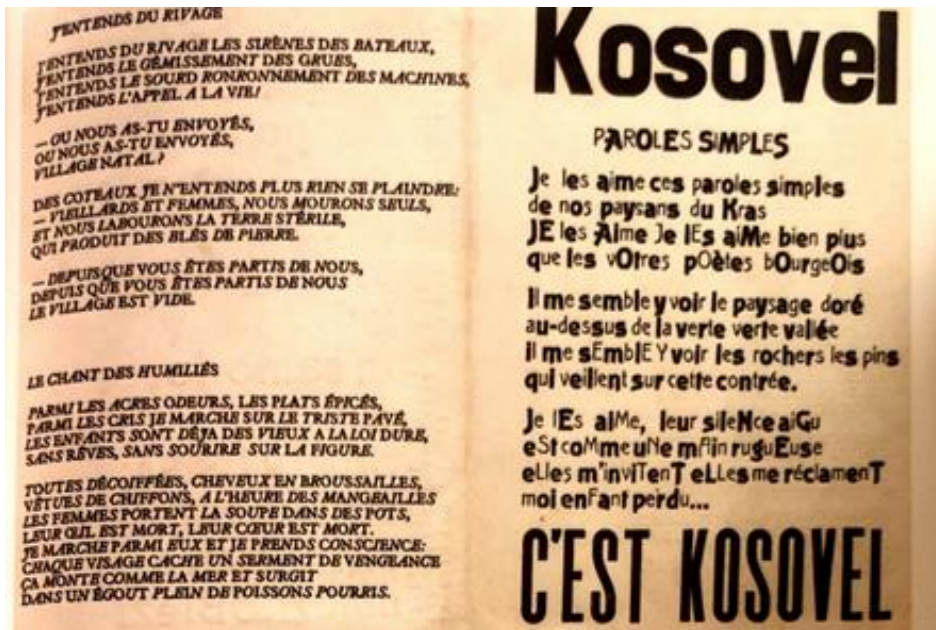 J'ENTENDS DU RIVAGE
J'ENTENDS DU RIVAGE LES SIRÈNES DES BATEAUX,
J'ENTENDS LE GÉMISSEMENT DES GRUES,
J'ENTENDS LE SOURD RONRONNEMENT DES MACHINES,
J'ENTENDS L'APPEL A LA VIE!
— OU NOUS AS-TU ENVOYÉS,
OU NOUS AS-TU ENVOYÉS,
VILLAGE NATAL?
DES COTEAUX JE N'ENTENDS PLUS RIEN SE PLAINDRE:
— VIEILLARDS ET FEMMES, NOUS MOURONS SEULS,
ET NOUS LABOURONS LA TERRE STÉRILE,
QUI PRODUIT DES BLÉS DE PIERRE.
— DEPUIS QUE VOUS ÊTES PARTIS DE NOUS,
DEPUIS QUE VOUS ÊTES PARTIS DE NOUS
LE VILLAGE EST VIDE.
LE CHANT DES HUMILLIÉS
PARMI LES ACRES ODEURS, LES PLATS ÉPICÉS,
PARMI LES CRIS JE MARCHE SUR LE TRISTE PAVÉ,
LES ENFANTS SONT DÉJA DES VIEUX A LA LOI DURE,
SANS RÊVES, SANS SOURIRE SUR LA FIGURE.
TOUTES DÉCOIFFÉES, CHEVEUX EN BROUSSAILLES,
VÊTUES DE CHIFFONS, A L'HEURE DES MANGEAILLES
LES FEMMES PORTENT LA SOUPE DANS DES POTS,
LEUR ŒIL EST MORT, LEUR CŒUR EST MORT.
JE MARCHE PARMI EUX ET JE PRENDS CONSCIENCE:
CHAQUE VISAGE CACHE UN SERMENT DE VENGEANCE
ÇA MONTE COMME LA MER ET SURGIT
DANS UN ÉGOUT PLEIN DE POISSONS POURRIS.
Kosovel
PAROLES SIMPLES
Je les aime ces paroles simples
de nos paysans du Kras
JE les AIme Je lEs aiMe bien plus
que les vOtres pOètes bOurgeOis
Il me semble y voir le paysage doré
au-dessus de la verte verte vallée
il me sEmblE Y voir les rochers les pins
qui veillent sur cette contrée.
Je lEs aIMe, leur sileNce aiGu
eSt coMme uNe mAin ruguEuse
eLles m'inviTenT eLLes me réclamenT
moi enFant perdu...
C'EST KOSOVEL